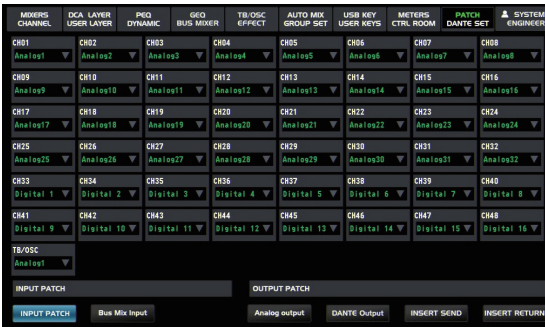 MIXERS DCA LAYER PEQ GEQ TB/OSC AUTO MIX USB KEY METERS PATCH SYSTEM
CHANNEL USER LAYER DYNAMIC BUS MIXER EFFECT GROUP SET USER KEYS CTRL ROOM DANTE SET ENGINEER
CH01 CH02 CH03 CH04 CH05 CH06 CH07 CH08
Analog1 Analog2 Analog3 Analog4 Analog5 Analog6 Analog7 Analog8
CH09 CH10 CH11 CH12 CH13 CH14 CH15 CH16
Analog9 Analog10 Analog11 Analog12 Analog13 Analog14 Analog15 Analog16
CH17 CH18 CH19 CH20 CH21 CH22 CH23 CH24
Analog17 Analog18 Analog19 Analog20 Analog21 Analog22 Analog23 Analog24
CH25 CH26 CH27 CH28 CH29 CH30 CH31 CH32
Analog25 Analog26 Analog27 Analog28 Analog29 Analog30 Analog31 Analog32
CH33 CH34 CH35 CH36 CH37 CH38 CH39 CH40
Digital 1 Digital 2 Digital 3 Digital 4 Digital 5 Digital 6 Digital 7 Digital 8
CH41 CH42 CH43 CH44 CH45 CH46 CH47 CH48
Digital 9 Digital 10 Digital 11 Digital 12 Digital 13 Digital 14 Digital 15 Digital 16
TB/OSC
Analog1
INPUT PATCH OUTPUT PATCH
INPUT PATCH Bus Mix Input Analog output DANTE Output INSERT SEND INSERT RETURN